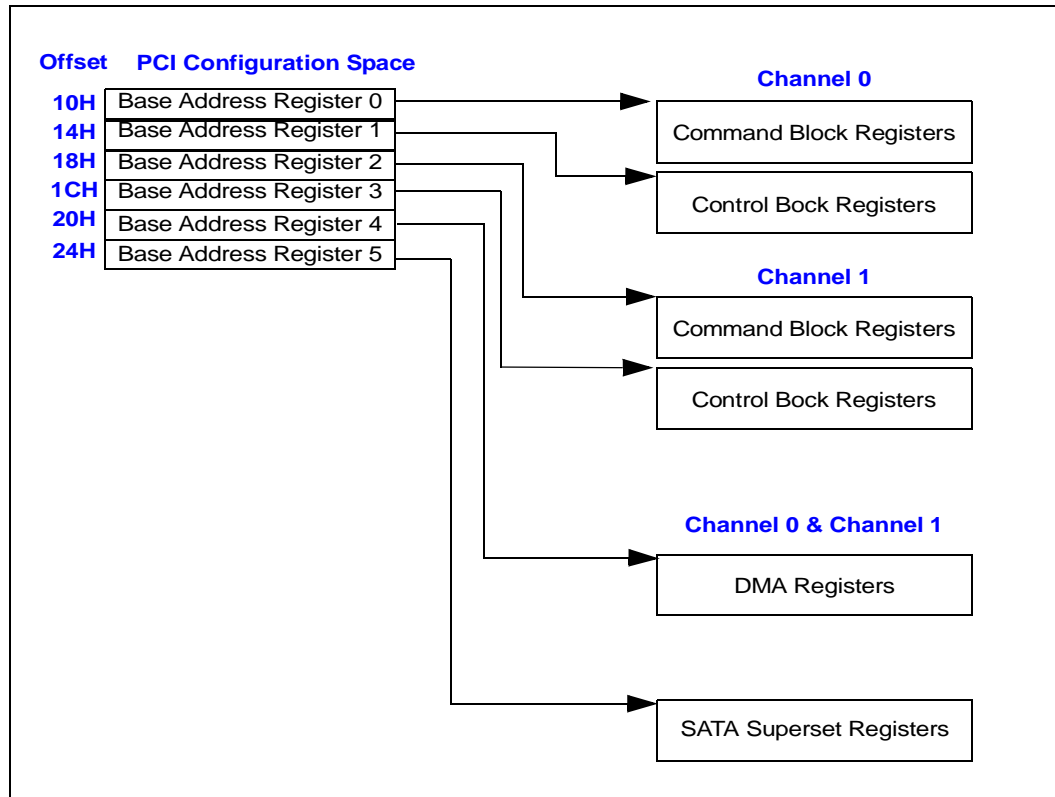 Offset PCI Configuration Space
10H Base Address Register 0
14H Base Address Register 1
18H Base Address Register 2
1CH Base Address Register 3
20H Base Address Register 4
24H Base Address Register 5
Channel 0
Command Block Registers
Control Bock Registers
Channel 1
Command Block Registers
Control Bock Registers
Channel 0 & Channel 1
DMA Registers
SATA Superset Registers